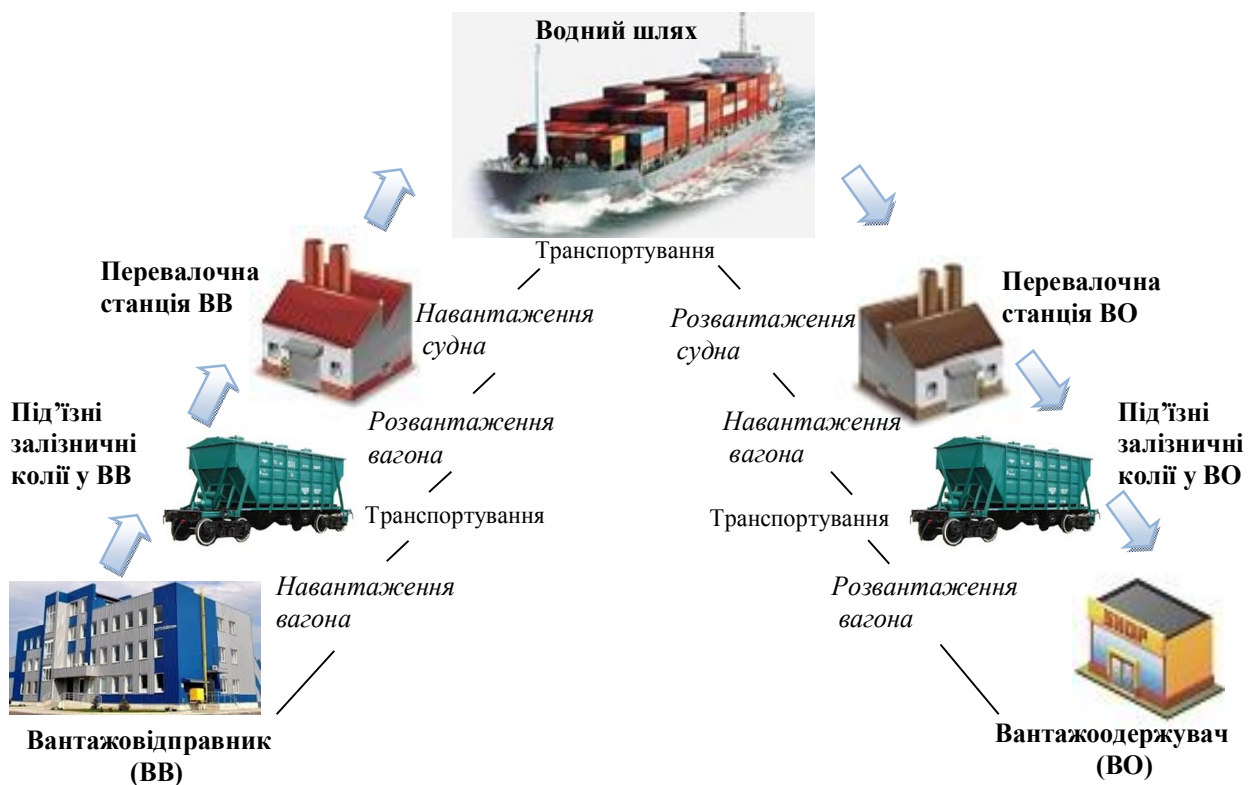 Водний шлях
Транспортування
Перевалочна
станція ВВ
Навантаження
судна
Розвантаження
судна
Перевалочна
станція ВО
Під’їзні
залізничні
колії у ВВ
Розвантаження
вагона
Навантаження
вагона
Під’їзні
залізничні
колії у ВО
Транспортування
Транспортування
Навантаження
вагона
Розвантаження
вагона
SHOP
Вантажовідправник
(ВВ)
Вантажоодержувач
(ВО)